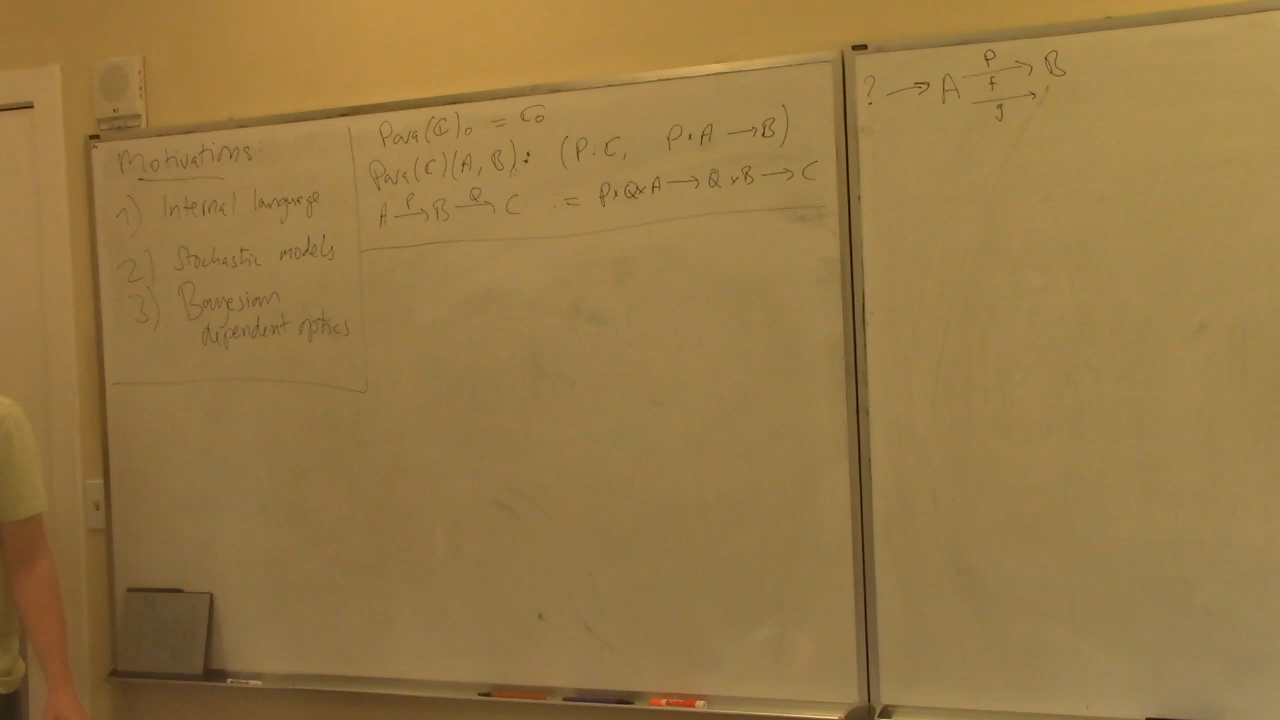 Motivations:
1) Internal language
2) Stochastic models
3) Bayesian
dependent optics
Para(C)₀ = C₀
Para(C)(A, B) : (P : C, P×A → B)
A →ᴾ B →Q C := P×Q×A → Q×B → C
? → A P B
f
g